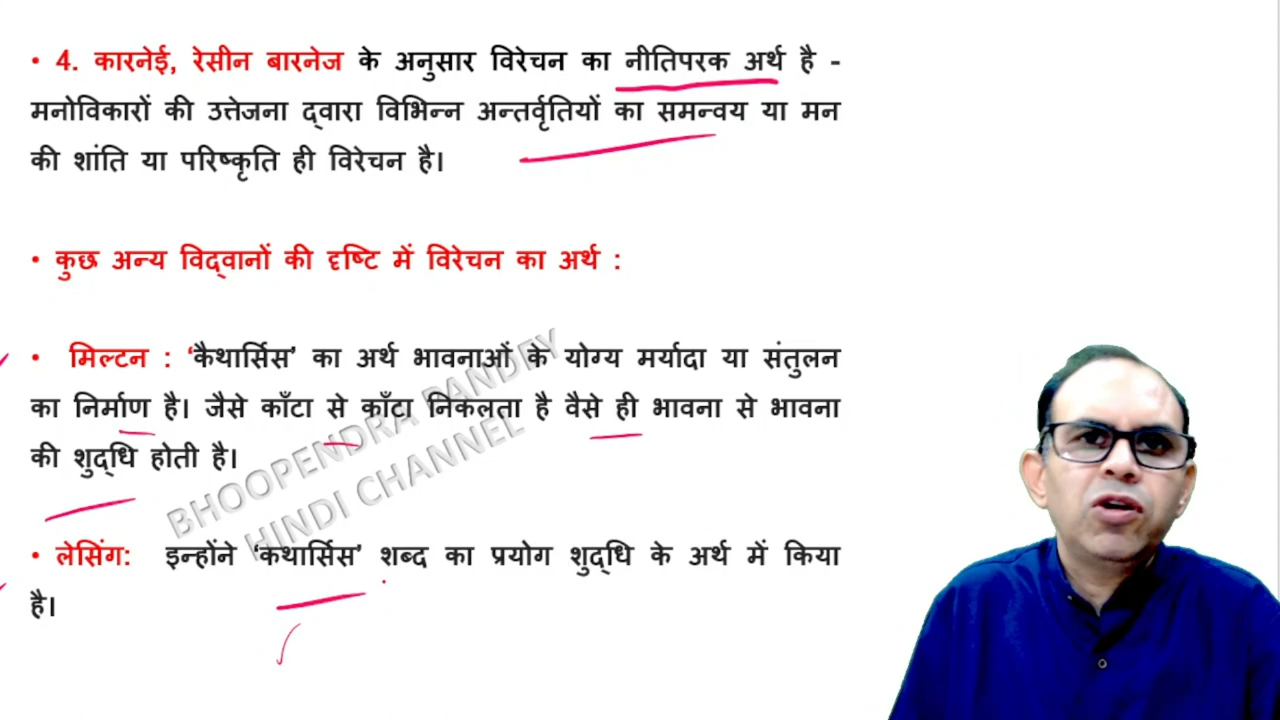 • 4. कारनेई, रेसीन बारनेज के अनुसार विरेचन का नीतिपरक अर्थ है -
मनोविकारों की उत्तेजना द्वारा विभिन्न अन्तर्वृतियों का समन्वय या मन
की शांति या परिष्कृति ही विरेचन है।
• कुछ अन्य विद्वानों की दृष्टि में विरेचन का अर्थ :
• मिल्टन : ‘कैथार्सिस’ का अर्थ भावनाओं के योग्य मर्यादा या संतुलन
का निर्माण है। जैसे काँटा से काँटा निकलता है वैसे ही भावना से भावना
की शुद्धि होती है।
• लेसिंग: इन्होंने ‘कथार्सिस’ शब्द का प्रयोग शुद्धि के अर्थ में किया
है।
BHOOPENDRA PANDEY
HINDI CHANNEL